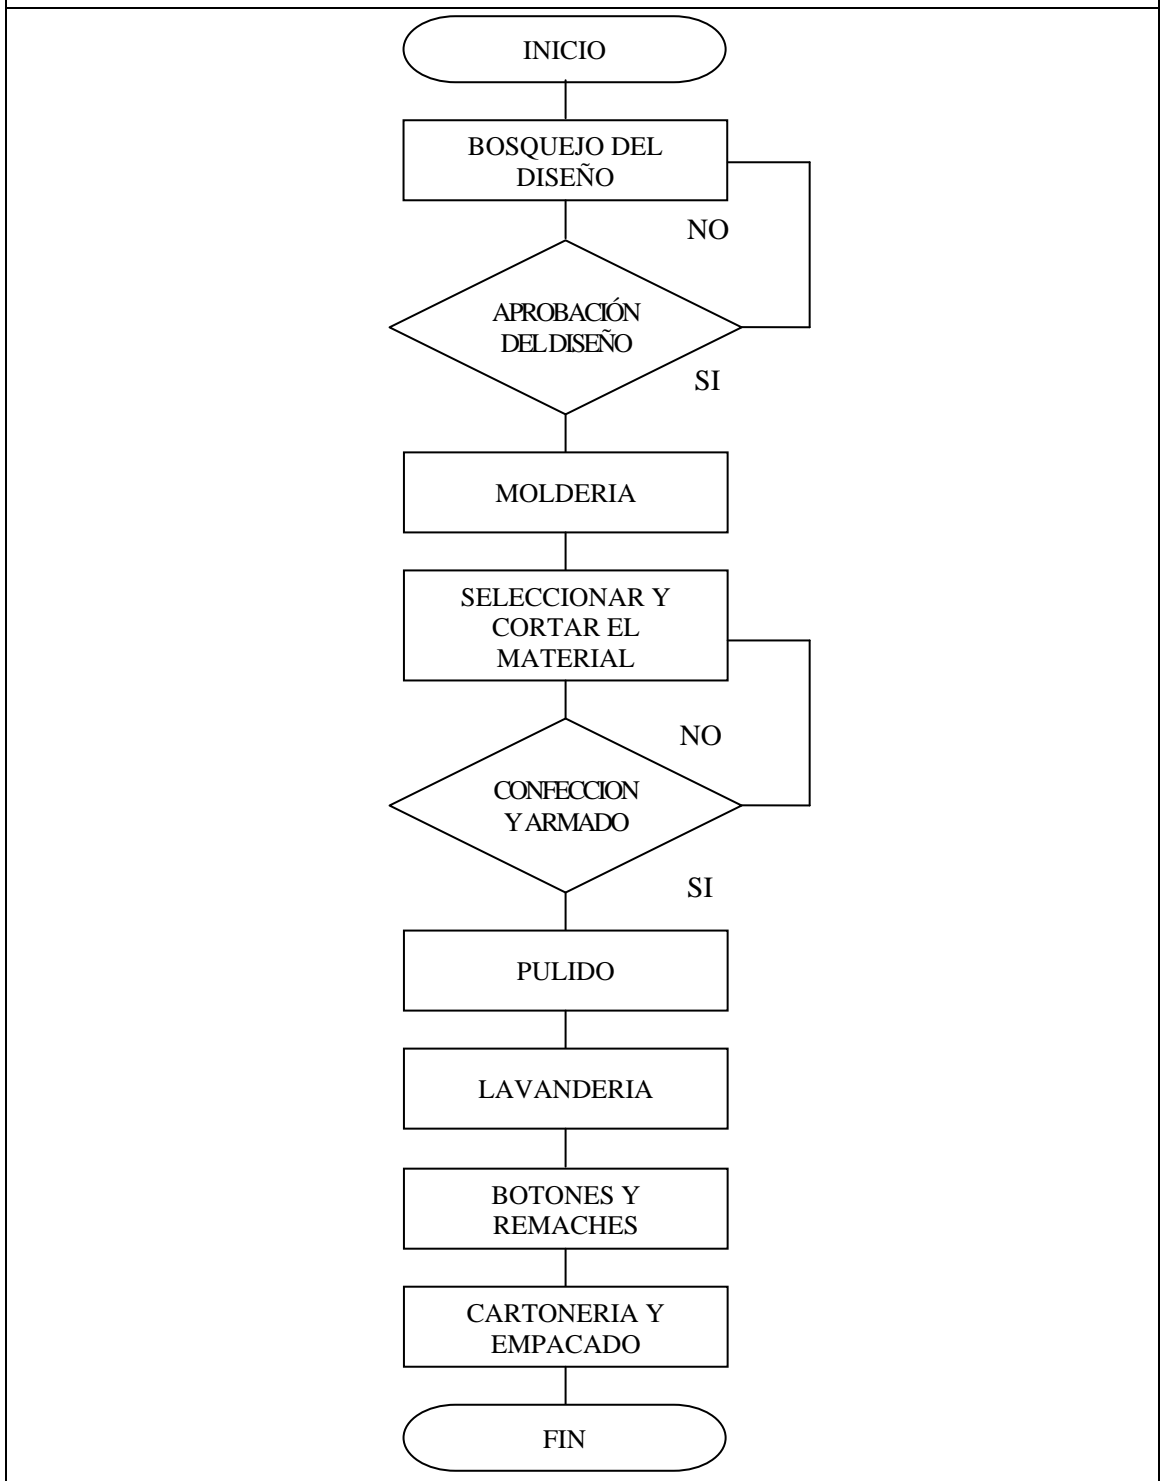 INICIO
BOSQUEJO DEL
DISEÑO
NO
APROBACIÓN
DEL DISEÑO
SI
MOLDERIA
SELECCIONAR Y
CORTAR EL
MATERIAL
NO
CONFECCION
Y ARMADO
SI
PULIDO
LAVANDERIA
BOTONES Y
REMACHES
CARTONERIA Y
EMPACADO
FIN